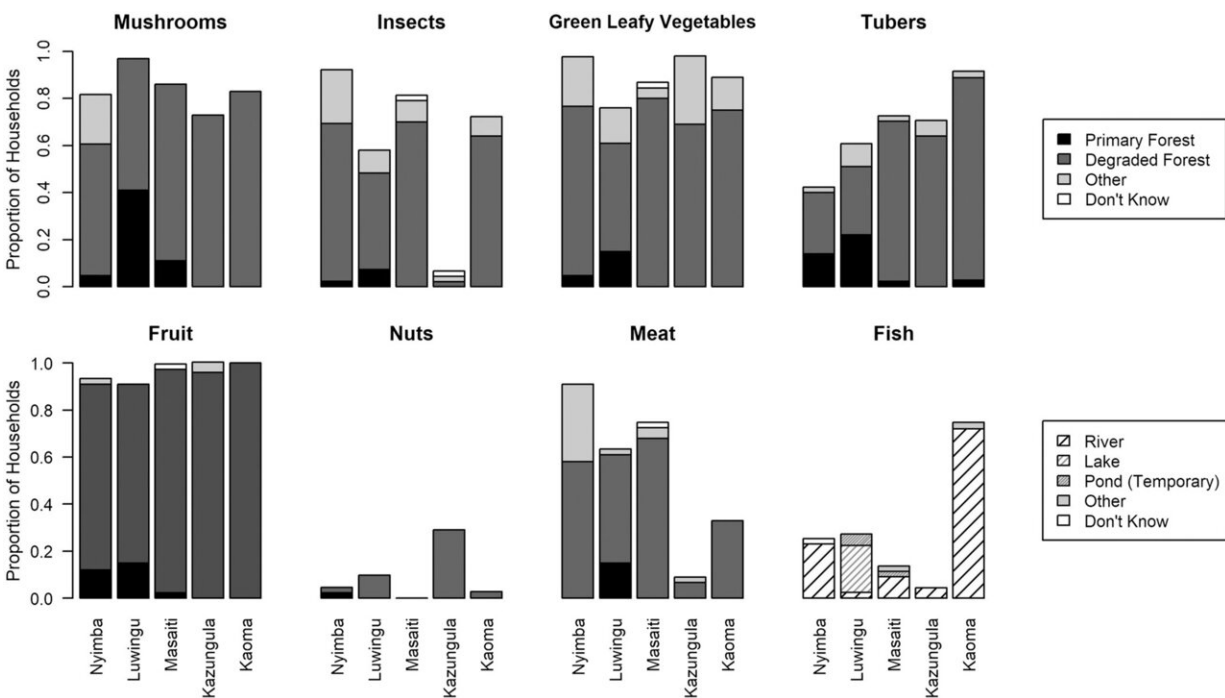 Mushrooms Insects Green Leafy Vegetables Tubers
Proportion of Households
1.0
0.8
0.6
0.4
0.2
0.0
Primary Forest
Degraded Forest
Other
Don't Know
Fruit Nuts Meat Fish
Proportion of Households
1.0
0.8
0.6
0.4
0.2
0.0
River
Lake
Pond (Temporary)
Other
Don't Know
Nyimba Luwingu Masaiti Kazungula Kaoma
Nyimba Luwingu Masaiti Kazungula Kaoma
Nyimba Luwingu Masaiti Kazungula Kaoma
Nyimba Luwingu Masaiti Kazungula Kaoma